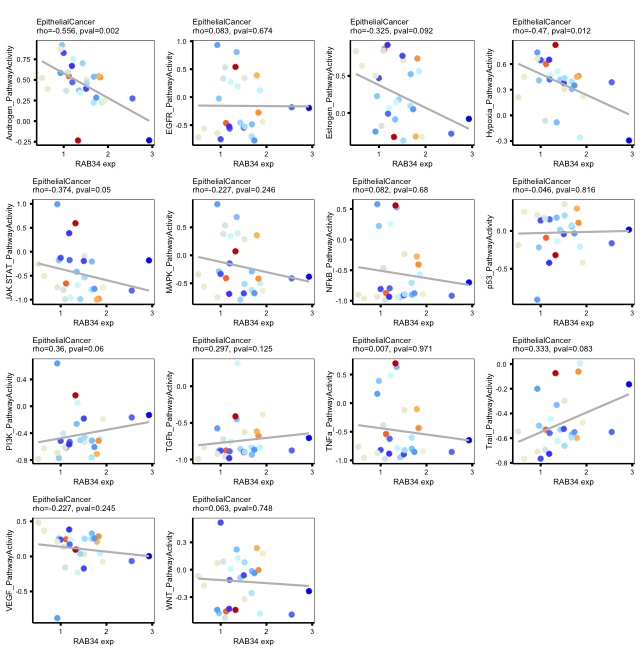 EpithelialCancer
rho=-0.556, pval=0.002
Androgen_PathwayActivity
0.75
0.50
0.25
0.00
-0.25
1
2
3
RAB34 exp
EpithelialCancer
rho=0.083, pval=0.674
EGFR_PathwayActivity
1.0
0.5
0.0
-0.5
1
2
3
RAB34 exp
EpithelialCancer
rho=-0.325, pval=0.092
Estrogen_PathwayActivity
0.5
0.0
1
2
3
RAB34 exp
EpithelialCancer
rho=-0.47, pval=0.012
Hypoxia_PathwayActivity
0.6
0.3
0.0
-0.3
1
2
3
RAB34 exp
EpithelialCancer
rho=-0.374, pval=0.05
JAK-STAT_PathwayActivity
1.0
0.5
0.0
-0.5
-1.0
1
2
3
RAB34 exp
EpithelialCancer
rho=-0.227, pval=0.246
MAPK_PathwayActivity
1.0
0.5
0.0
-0.5
1
2
3
RAB34 exp
EpithelialCancer
rho=0.082, pval=0.68
NFkB_PathwayActivity
0.5
0.0
-0.5
-1.0
1
2
3
RAB34 exp
EpithelialCancer
rho=-0.046, pval=0.816
p53_PathwayActivity
0.0
-0.5
1
2
3
RAB34 exp
EpithelialCancer
rho=0.36, pval=0.06
PI3K_PathwayActivity
0.4
0.0
-0.4
-0.8
1
2
3
RAB34 exp
EpithelialCancer
rho=0.297, pval=0.125
TGFb_PathwayActivity
0.0
-0.5
-1.0
1
2
3
RAB34 exp
EpithelialCancer
rho=0.007, pval=0.971
TNFa_PathwayActivity
0.5
0.0
-0.5
-1.0
1
2
3
RAB34 exp
EpithelialCancer
rho=0.333, pval=0.083
Trail_PathwayActivity
0.0
-0.2
-0.4
-0.6
-0.8
1
2
3
RAB34 exp
EpithelialCancer
rho=-0.227, pval=0.245
VEGF_PathwayActivity
0.5
0.0
-0.5
1
2
3
RAB34 exp
EpithelialCancer
rho=0.063, pval=0.748
WNT_PathwayActivity
0.3
0.0
-0.3
1
2
3
RAB34 exp